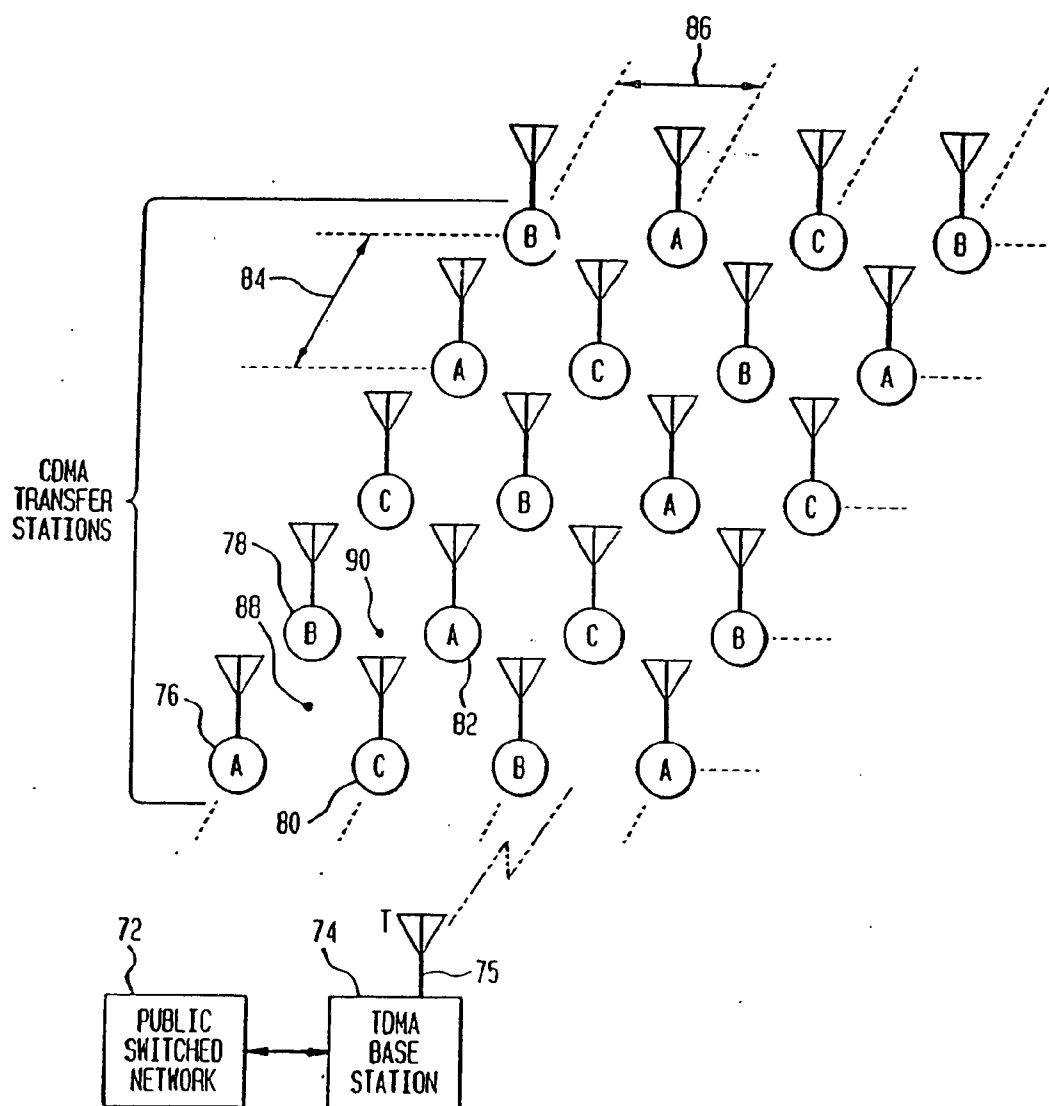 86
B A C B
84
A C B A
CDMA
TRANSFER
STATIONS
C B A C
78
90
88
B A C B
76
82
A C B A
80
72
74
T
75
PUBLIC
SWITCHED
NETWORK
TDMA
BASE
STATION